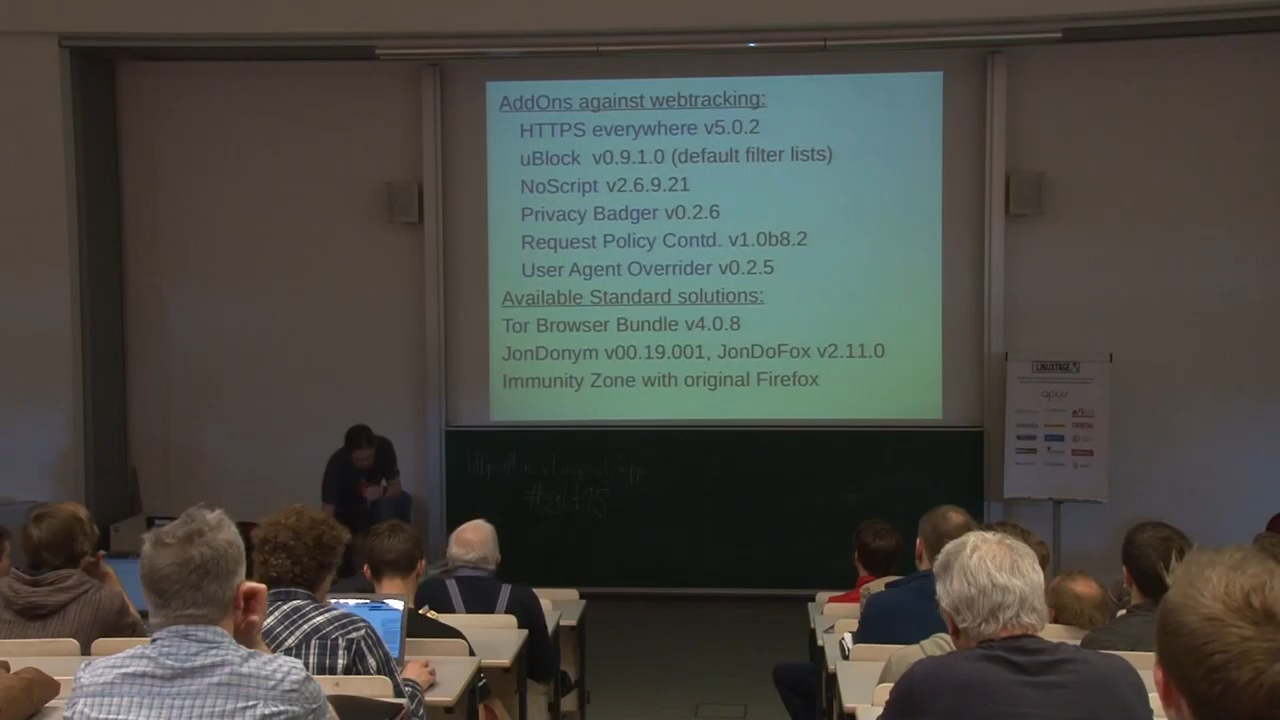 AddOns against webtracking:
HTTPS everywhere v5.0.2
uBlock v0.9.1.0 (default filter lists)
NoScript v2.6.9.21
Privacy Badger v0.2.6
Request Policy Contd. v1.0b8.2
User Agent Overrider v0.2.5
Available Standard solutions:
Tor Browser Bundle v4.0.8
JonDonym v00.19.001, JonDoFox v2.11.0
Immunity Zone with original Firefox
LINUXTAGE
#glt15